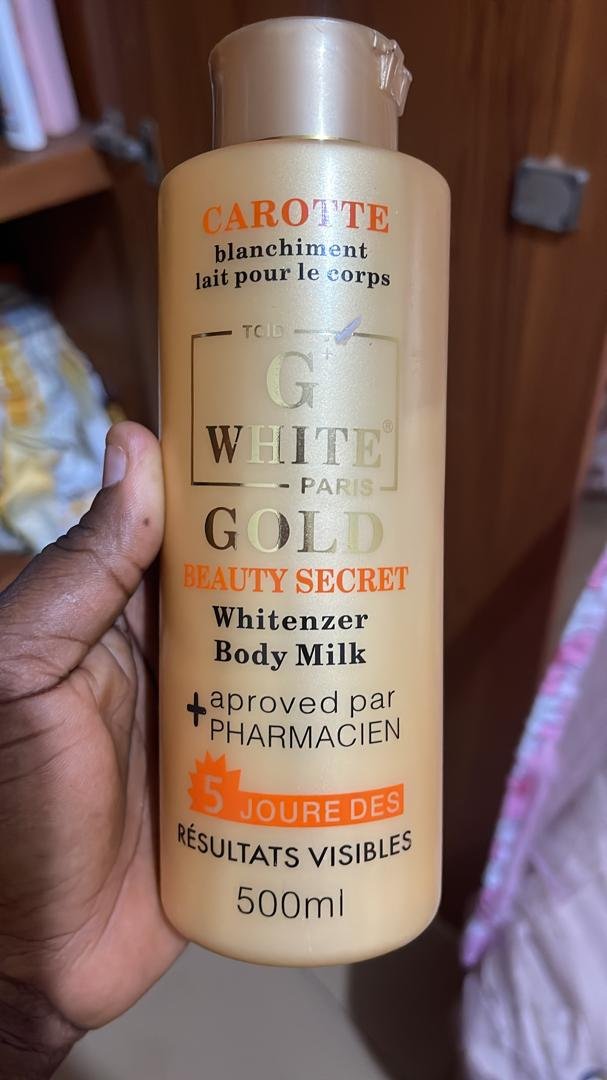 CAROTTE
blanchiment
lait pour le corps
G+
WHITE®
PARIS
GOLD
BEAUTY SECRET
Whitenzer
Body Milk
+ aproved par
PHARMACIEN
5 JOURE DES
RÉSULTATS VISIBLES
500ml